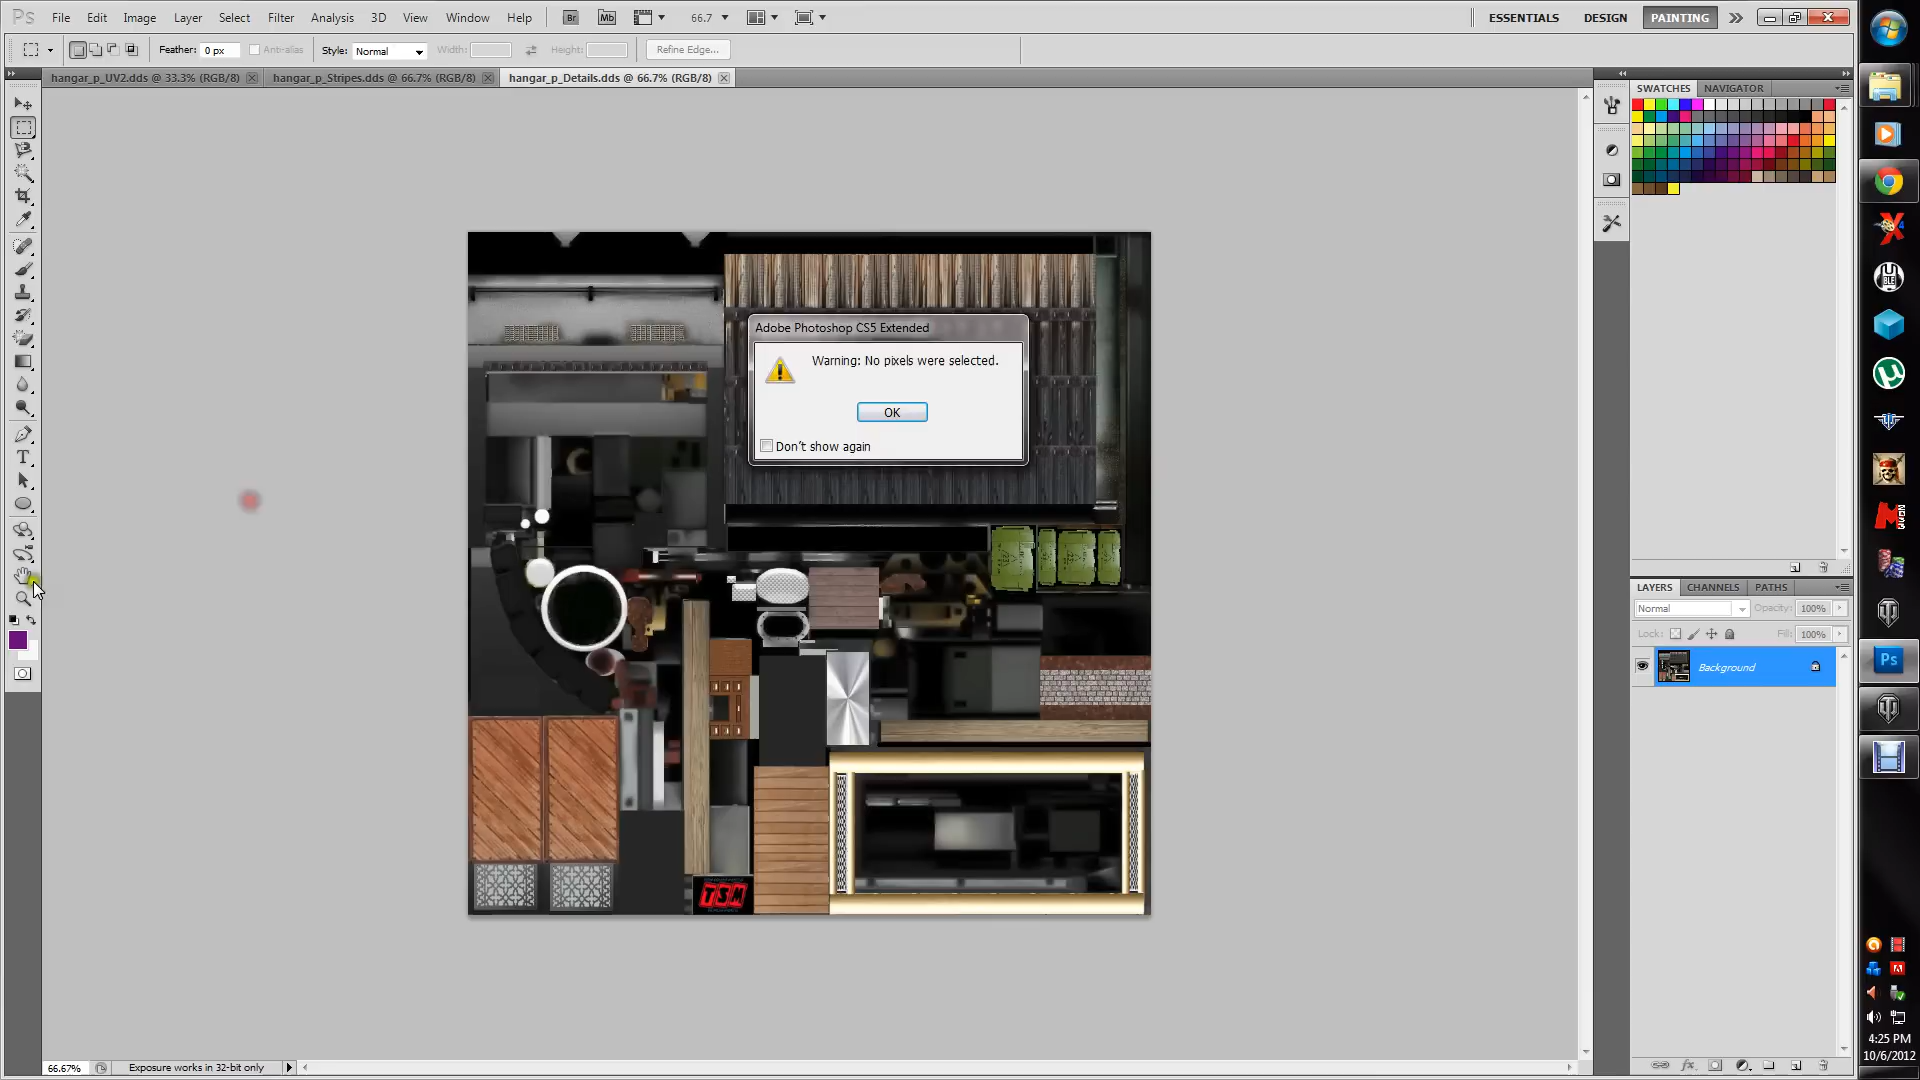 Ps File Edit Image Layer Select Filter Analysis 3D View Window Help Br Mb 66.7 ESSENTIALS DESIGN PAINTING
Feather: 0 px Anti-alias Style: Normal Width: Height: Refine Edge...
hangar_p_UV2.dds @ 33.3% (RGB/8) hangar_p_Stripes.dds @ 66.7% (RGB/8) hangar_p_Details.dds @ 66.7% (RGB/8)
SWATCHES NAVIGATOR
Adobe Photoshop CS5 Extended
Warning: No pixels were selected.
OK
Don't show again
LAYERS CHANNELS PATHS
Normal Opacity: 100%
Lock: Fill: 100%
Background
Ps
66.67% Exposure works in 32-bit only
4:25 PM
10/6/2012